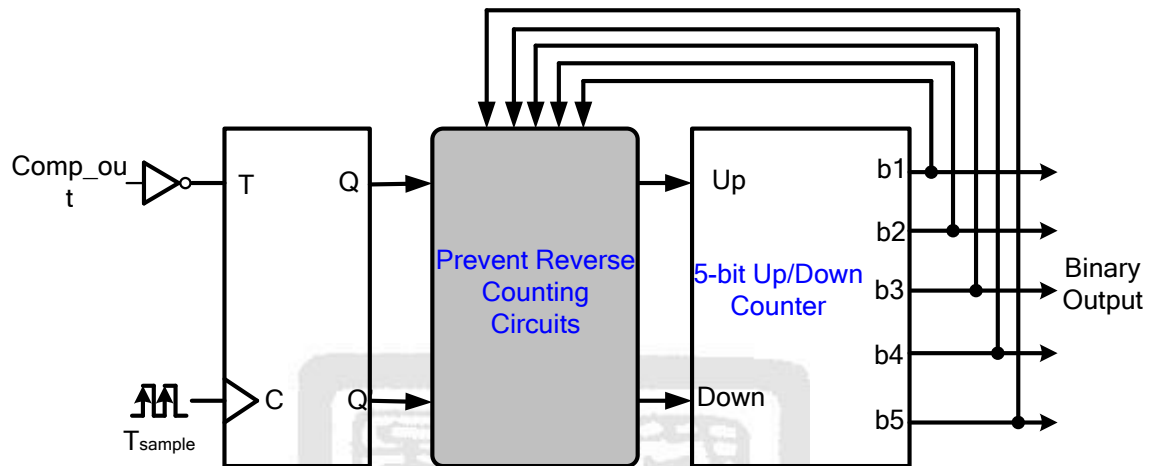 Comp_ou
t
T
Q
C
Q
Tsample
Prevent Reverse
Counting
Circuits
Up
5-bit Up/Down
Counter
Down
b1
b2
b3
b4
b5
Binary
Output